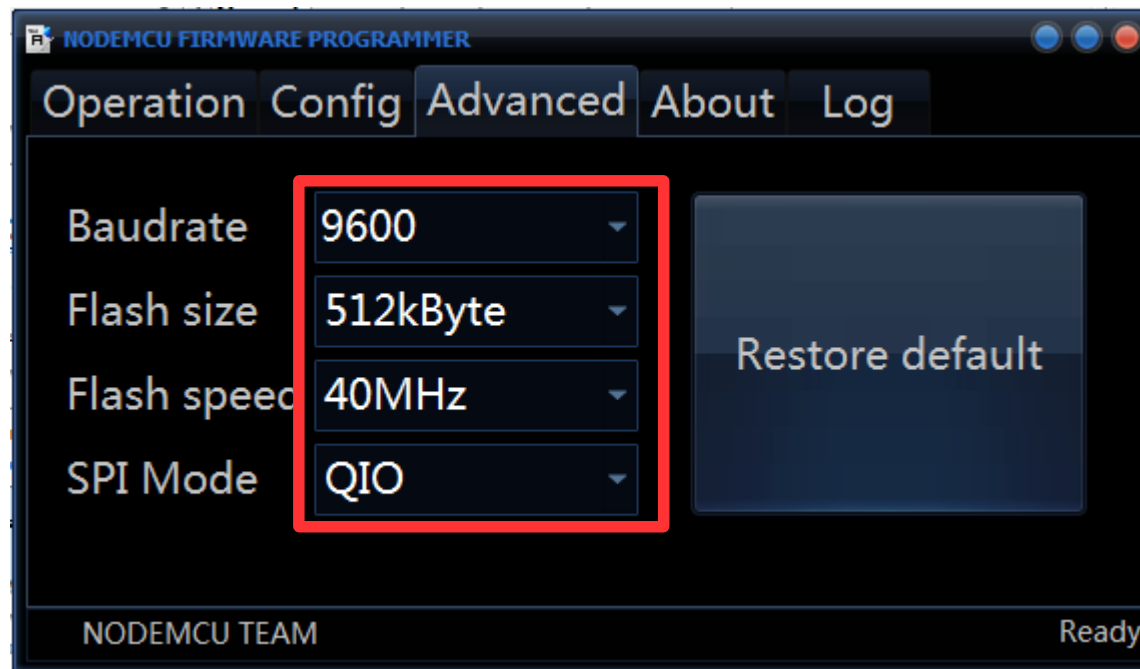 NODEMCU FIRMWARE PROGRAMMER
Operation Config Advanced About Log
Baudrate 9600
Flash size 512kByte
Flash speed 40MHz
SPI Mode QIO
Restore default
NODEMCU TEAM Ready